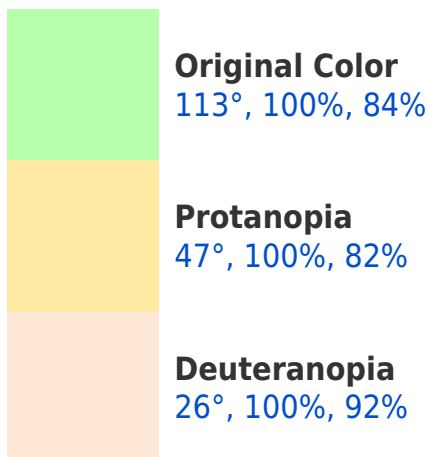 Original Color
113°, 100%, 84%
Protanopia
47°, 100%, 82%
Deuteranopia
26°, 100%, 92%